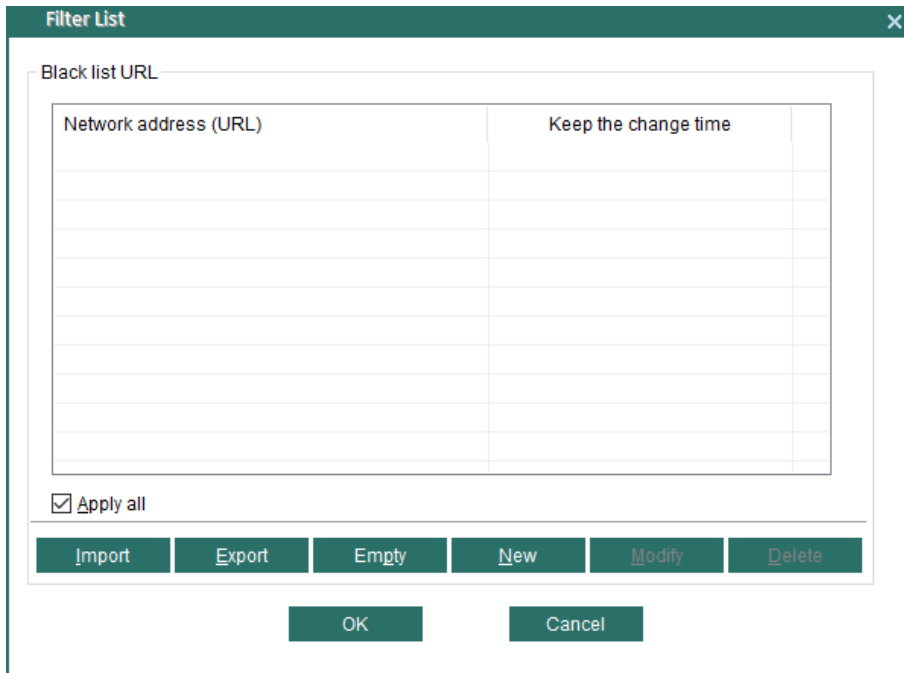 Filter List
Black list URL
Network address (URL) Keep the change time
Apply all
Import Export Empty New Modify Delete
OK Cancel